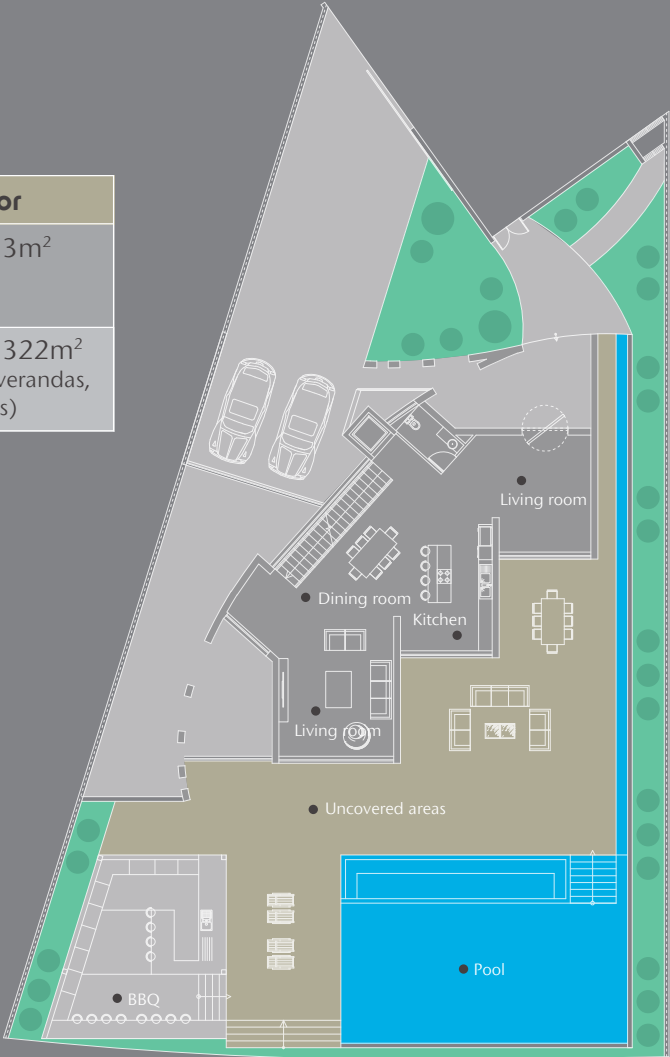 or
3m²
322m²
verandas,
s)
Living room
Dining room
Kitchen
Living room
Uncovered areas
Pool
BBQ